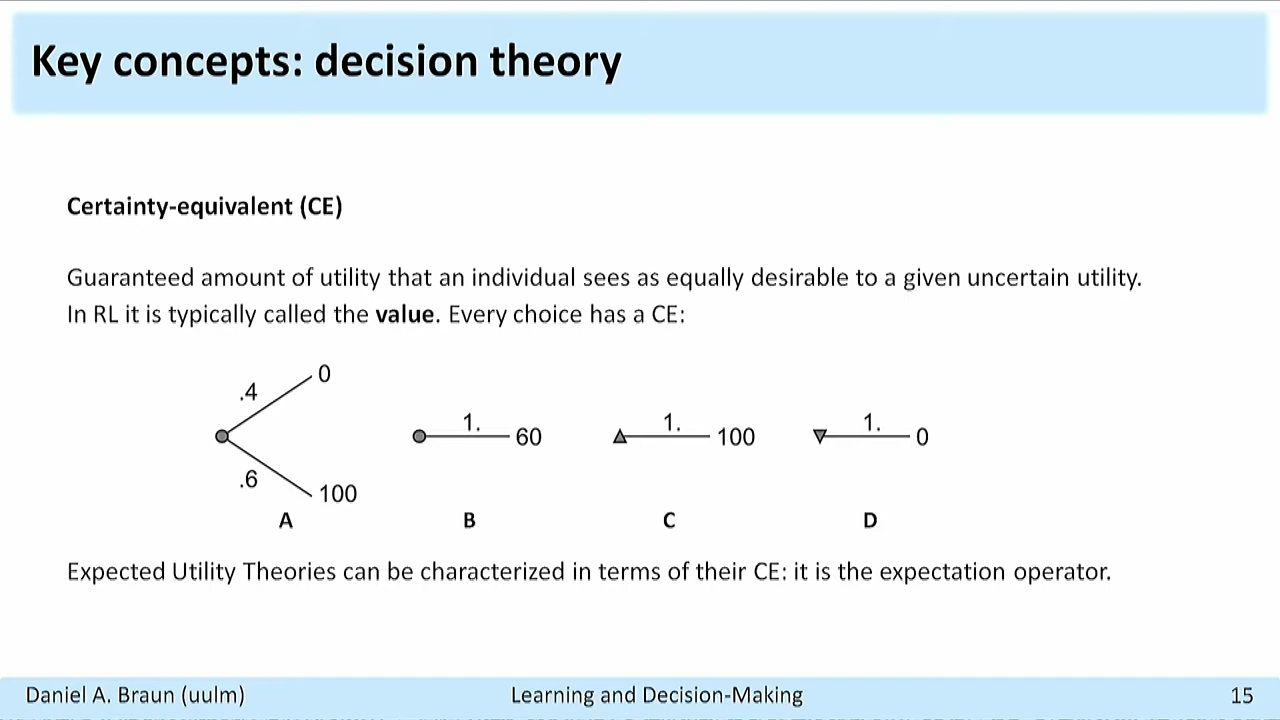 Key concepts: decision theory
Certainty-equivalent (CE)
Guaranteed amount of utility that an individual sees as equally desirable to a given uncertain utility.
In RL it is typically called the value. Every choice has a CE:
.4 0
.6 100
A
1. 60
B
1. 100
C
1. 0
D
Expected Utility Theories can be characterized in terms of their CE: it is the expectation operator.
Daniel A. Braun (uulm) Learning and Decision-Making 15